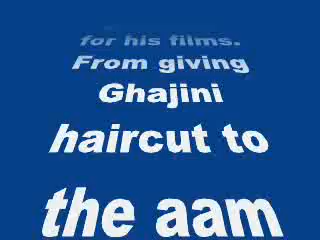 for his films.
From giving
Ghajini
haircut to
the aam